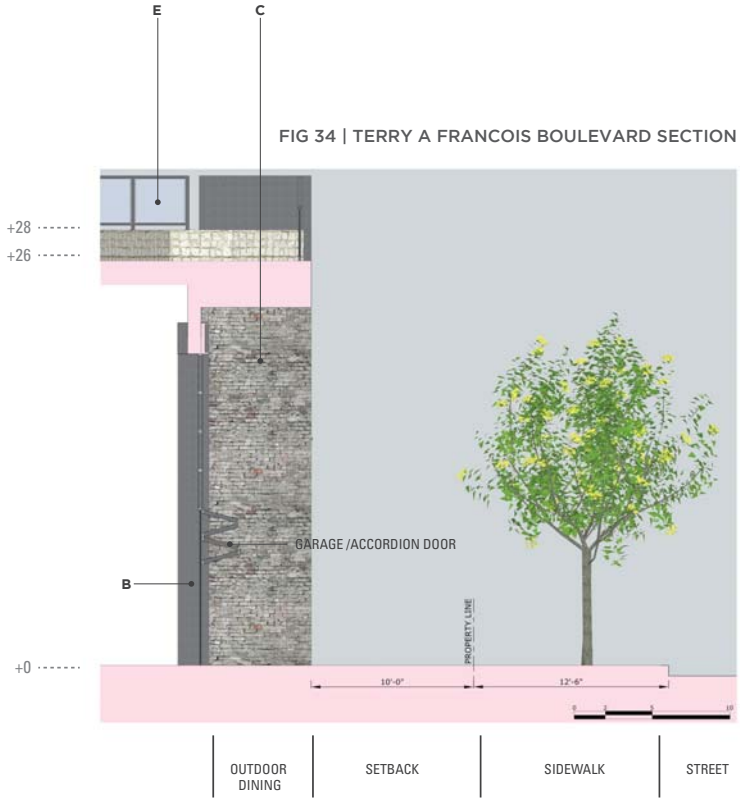 E
C
FIG 34 | TERRY A FRANCOIS BOULEVARD SECTION
+28
+26
GARAGE /ACCORDION DOOR
B
PROPERTY LINE
+0
10'-0"
12'-6"
0 2 5 10
OUTDOOR
DINING
SETBACK
SIDEWALK
STREET